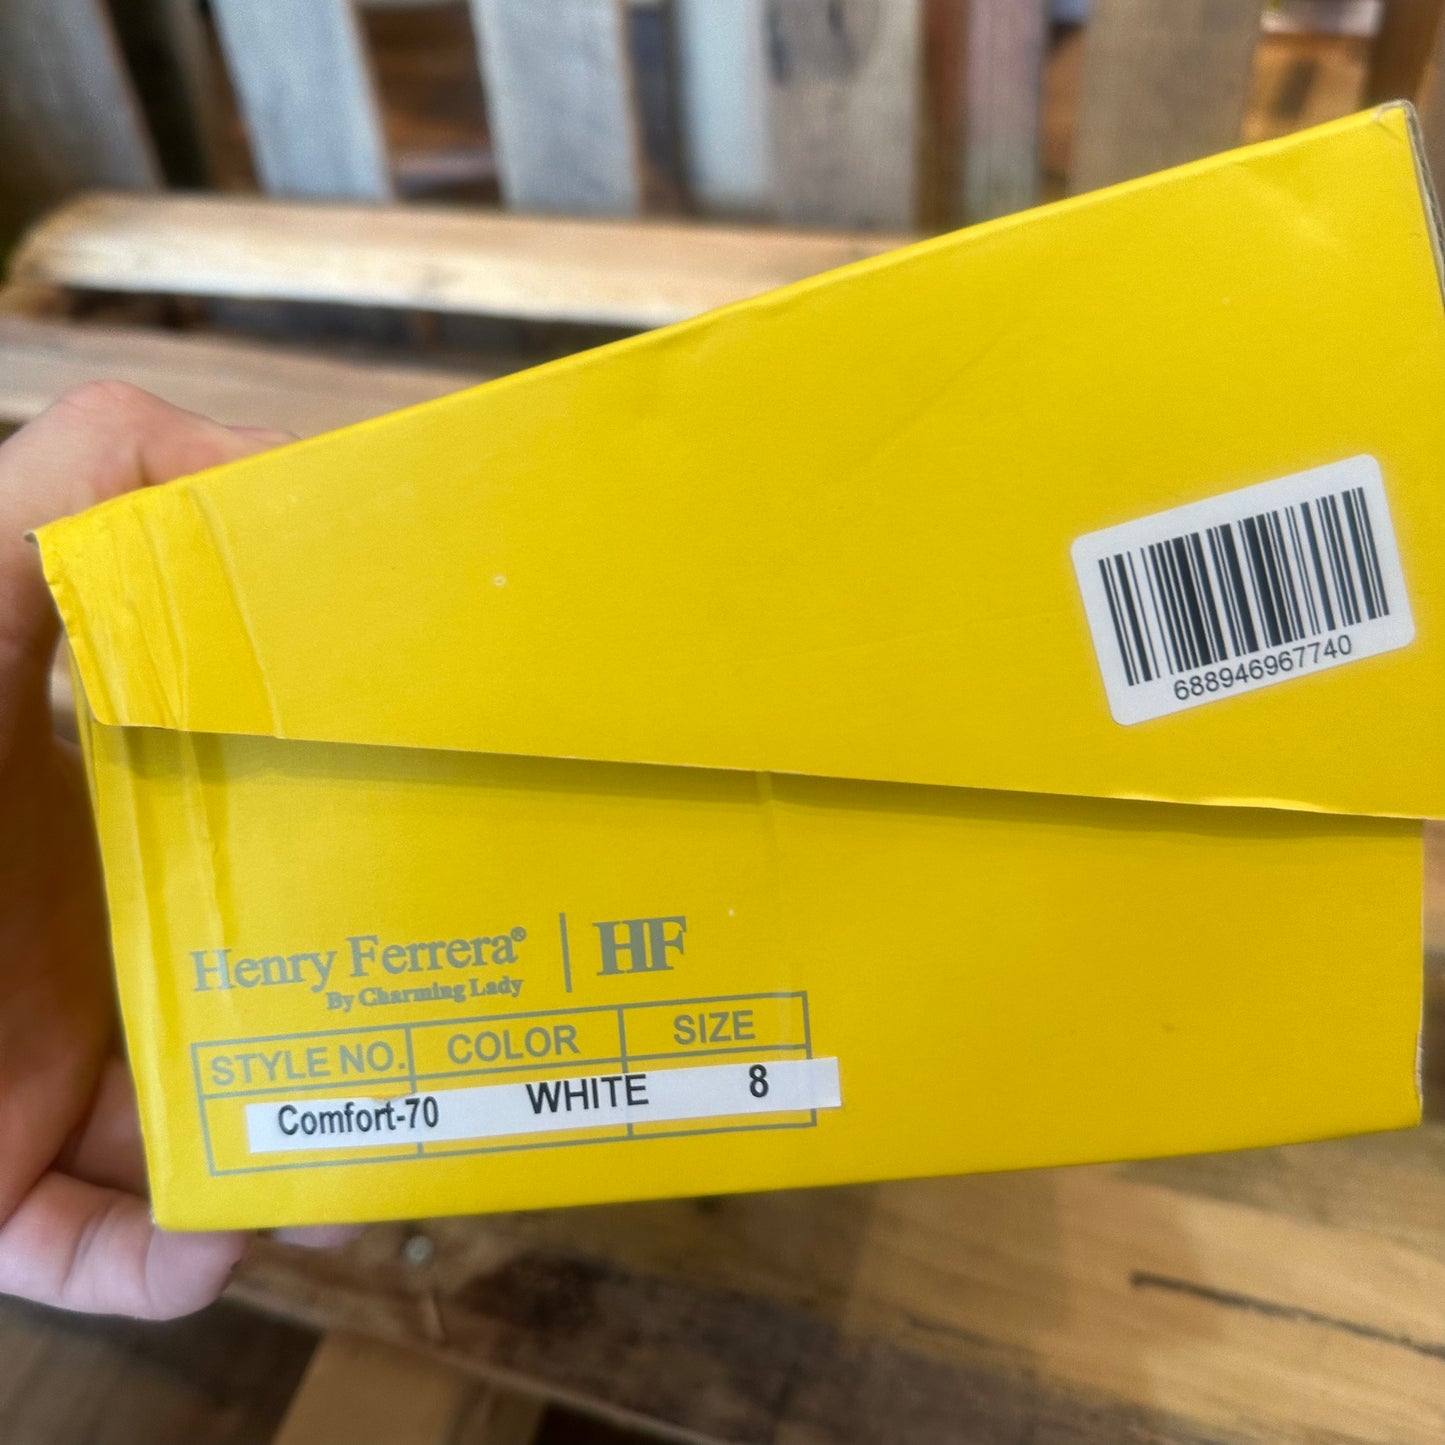 688946967740
Henry Ferrera® | HF
By Charming Lady
STYLE NO. COLOR SIZE
Comfort-70 WHITE 8